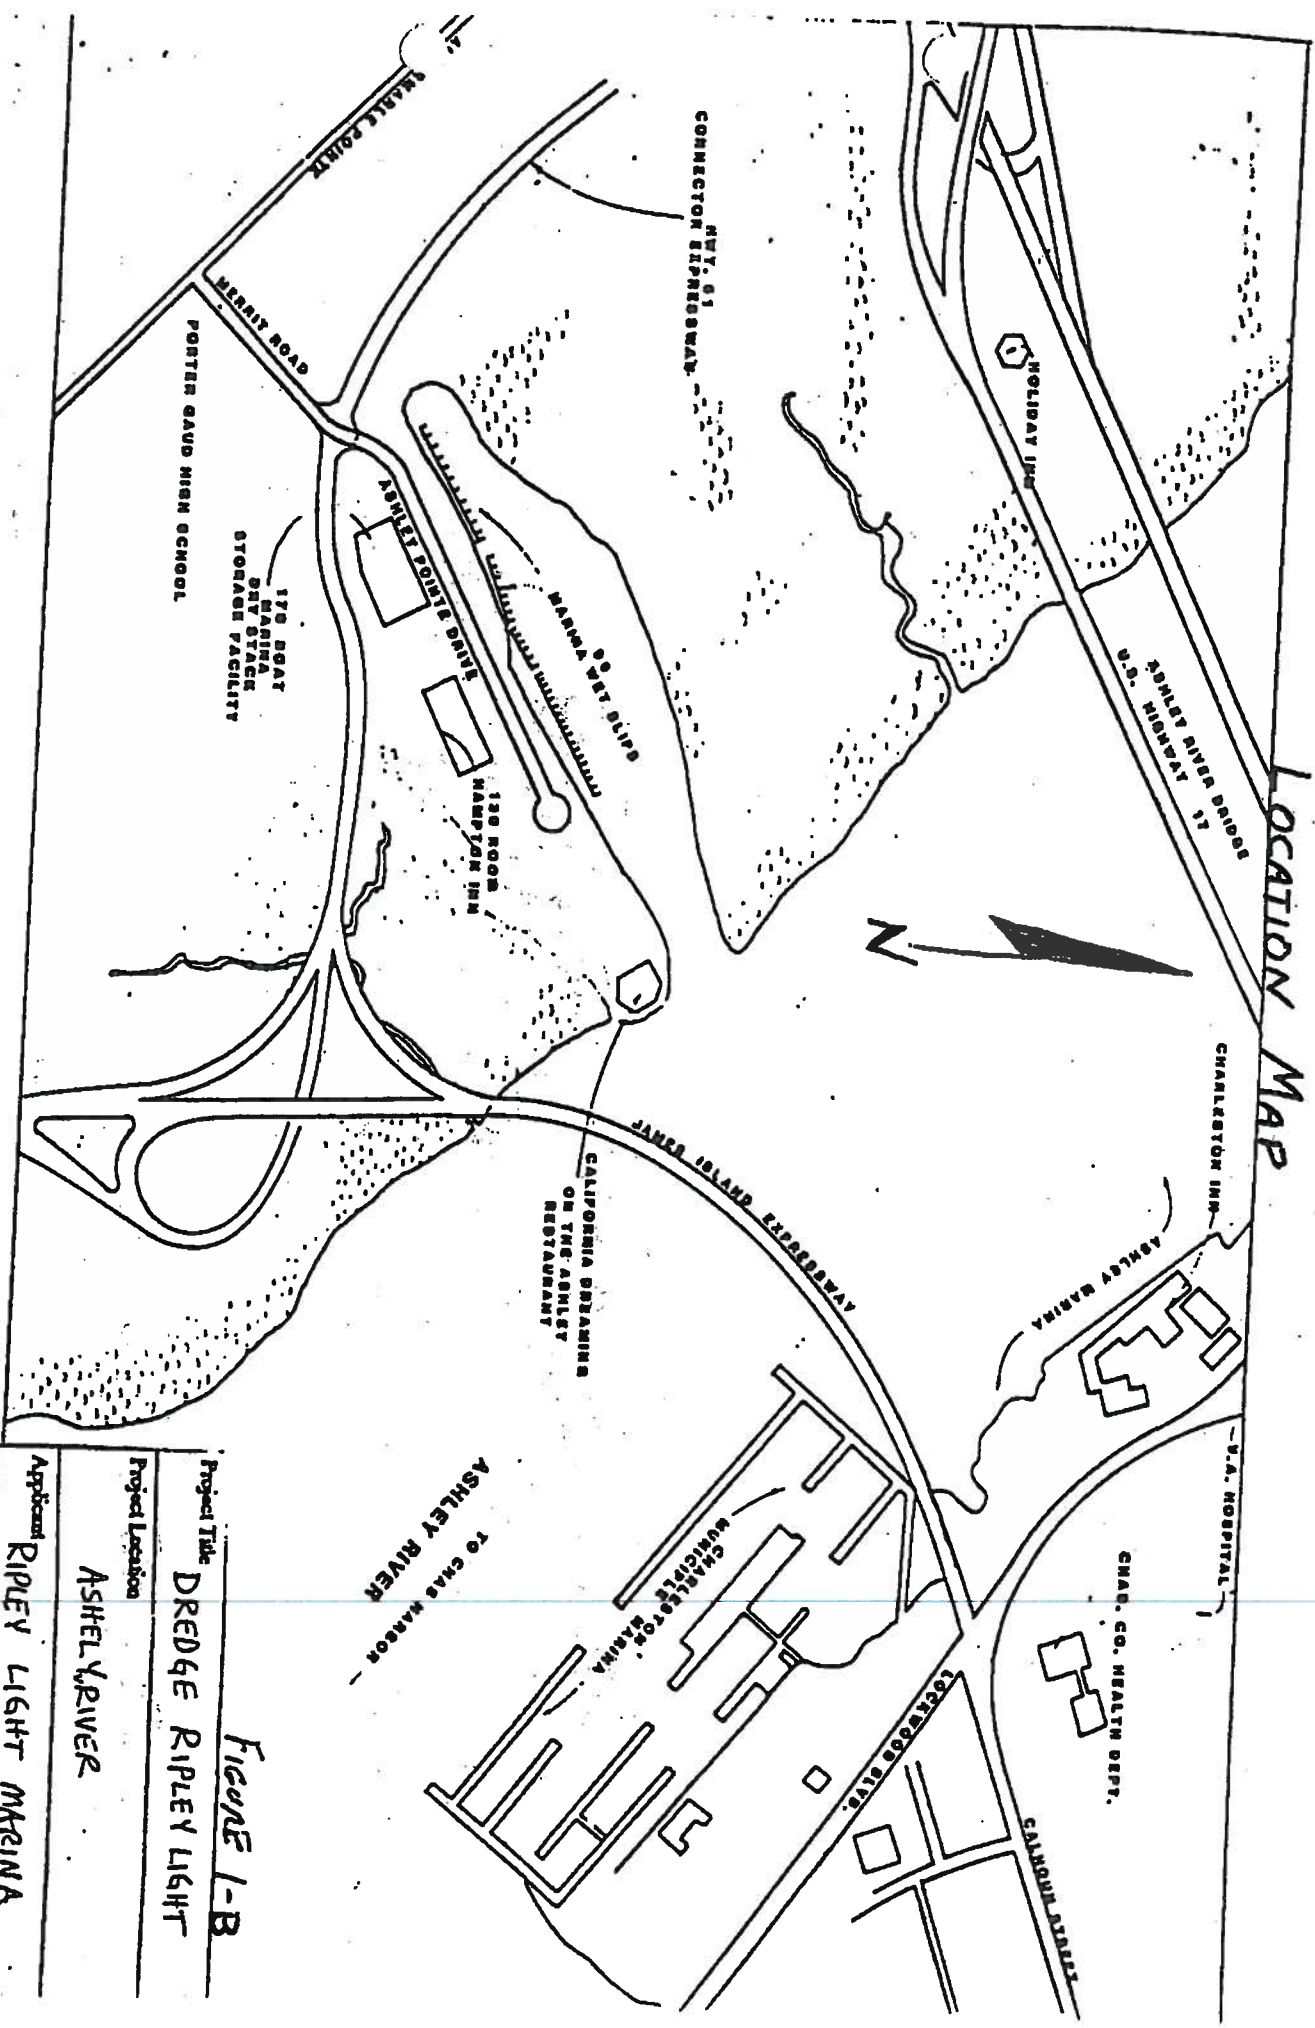 LOCATION MAP
ASHLEY RIVER BRIDGE
U.S. HIGHWAY 17
HOLIDAY INN
CHARLESTON INN
ASHLEY MARINA
V.A. HOSPITAL
CHAS. CO. HEALTH DEPT.
CALHOUN STREET
LOCKWOOD BLVD.
HWY. 61
CONNECTOR EXPRESSWAY
MERRIT ROAD
PORTER GAUD HIGH SCHOOL
ASHLEY POINTE DRIVE
MARINA WET SLIPS
BOAT
MARINA
DRY STACK
STORAGE FACILITY
ROOM
HAMPTON INN
N
JAMES ISLAND EXPRESSWAY
CALIFORNIA DREAMING
ON THE ASHLEY
RESTAURANT
CHARLESTON
MUNICIPLE
MARINA
ASHLEY RIVER
TO CHAS HARBOR
FIGURE 1-B
Project Title DREDGE RIPLEY LIGHT
Project Location ASHELY RIVER
Applicant RIPLEY LIGHT MARINA